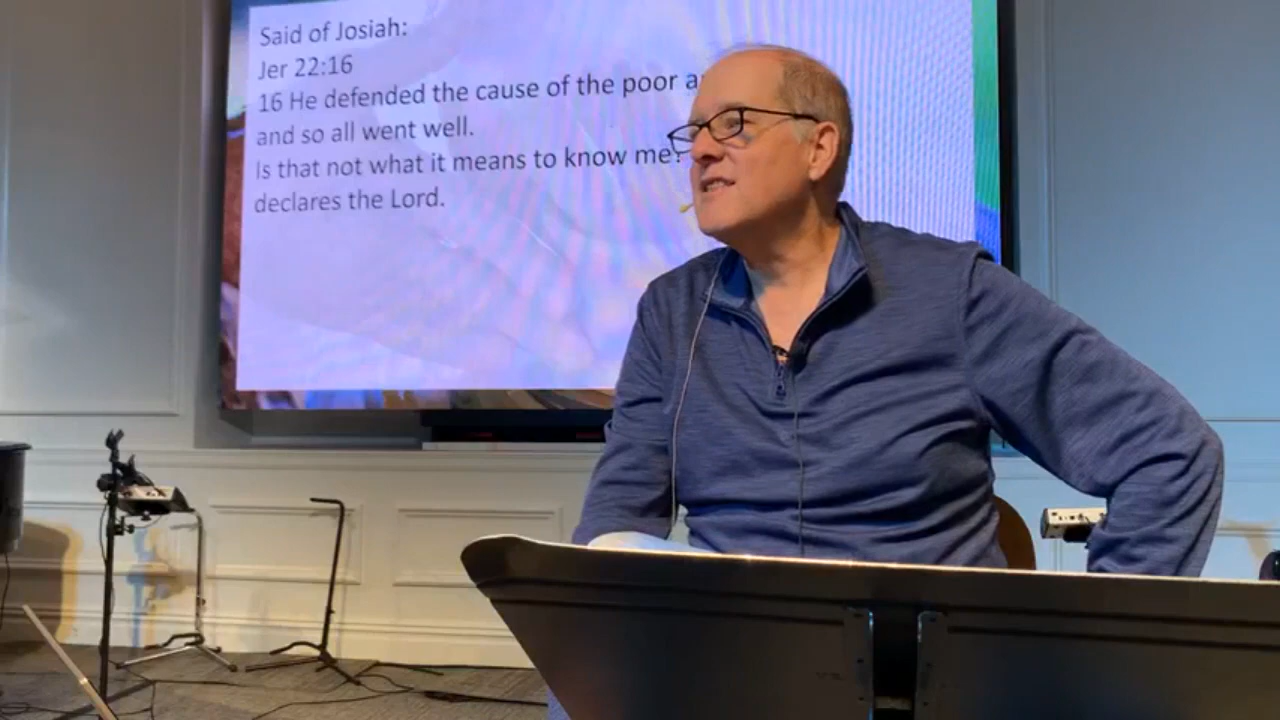 Said of Josiah:
Jer 22:16
16 He defended the cause of the poor a
and so all went well.
Is that not what it means to know me?
declares the Lord.